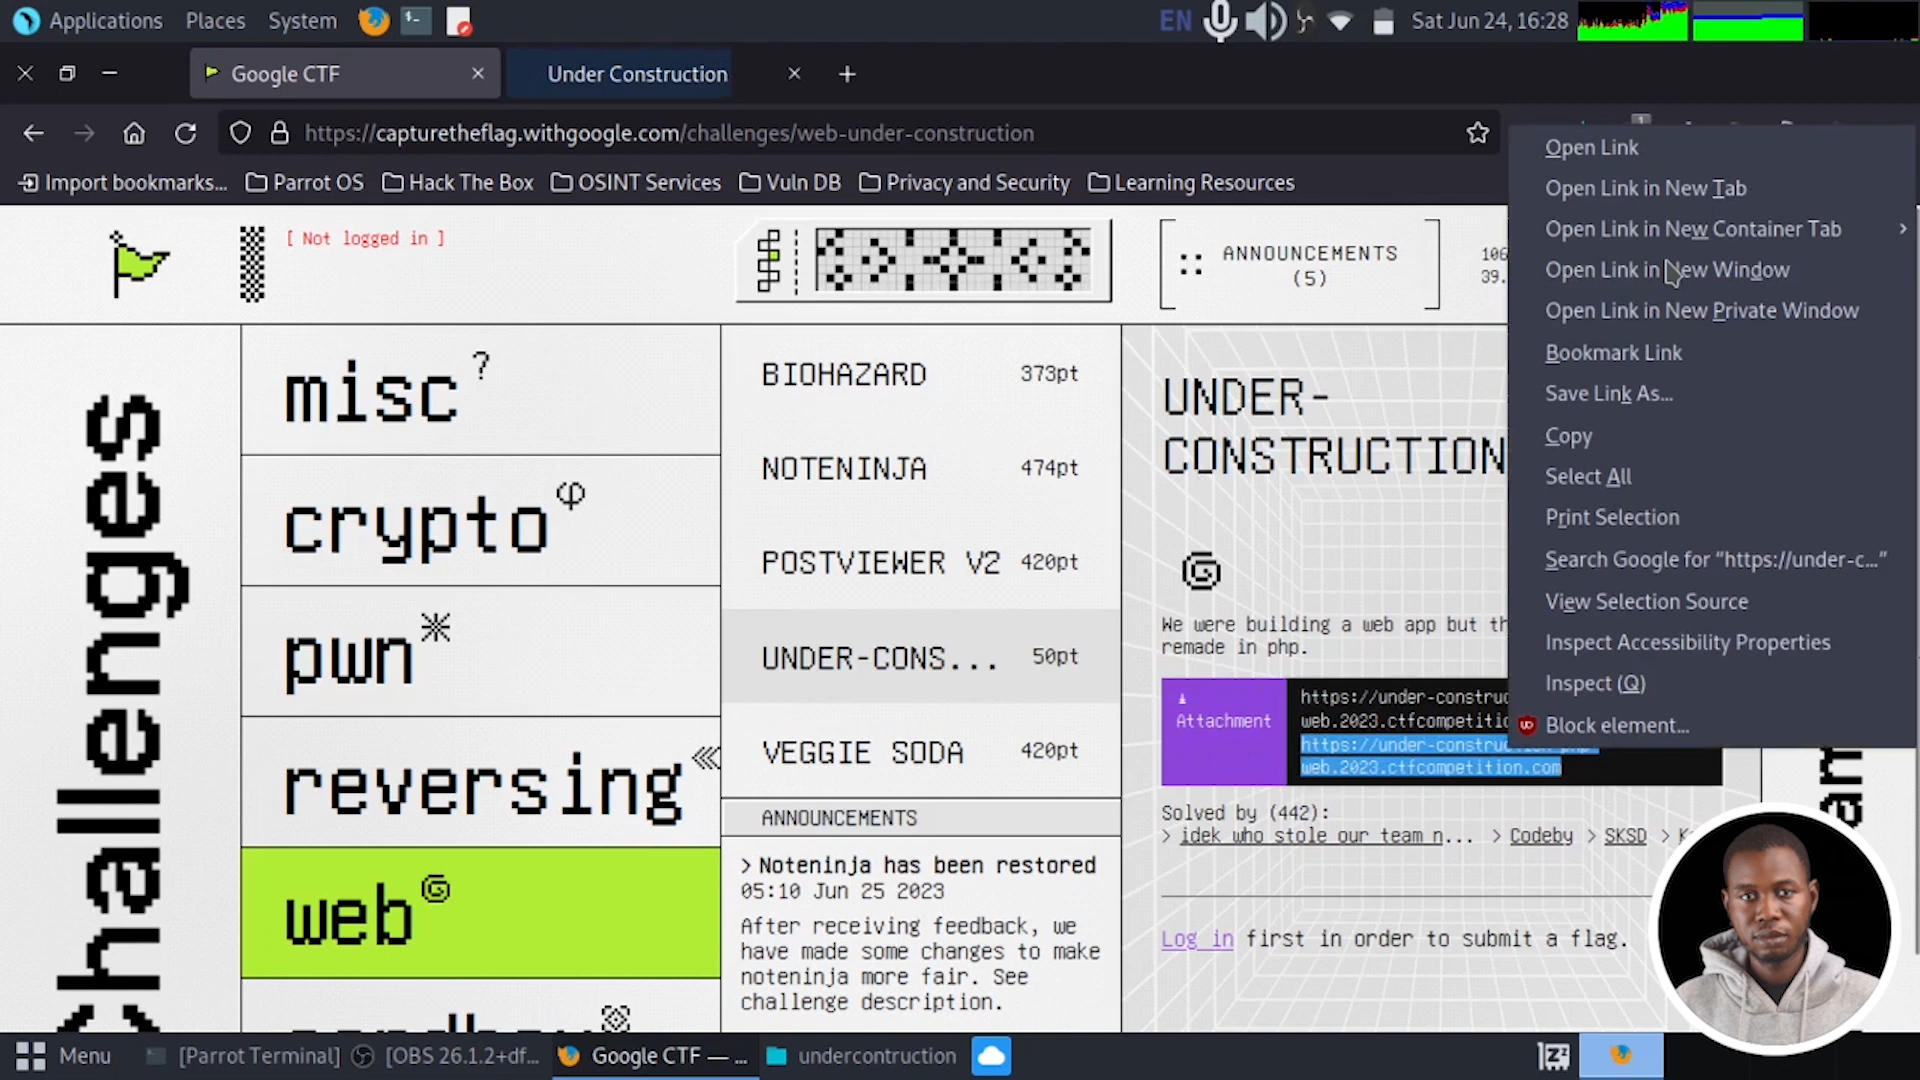 Applications Places System EN Sat Jun 24, 16:28
Google CTF Under Construction
https://capturetheflag.withgoogle.com/challenges/web-under-construction
Import bookmarks... Parrot OS Hack The Box OSINT Services Vuln DB Privacy and Security Learning Resources
[ Not logged in ]
ANNOUNCEMENTS
(5)
106
39.
Challenges
misc ?
crypto φ
pwn
reversing
web
BIOHAZARD 373pt
NOTENINJA 474pt
POSTVIEWER V2 420pt
UNDER-CONS... 50pt
VEGGIE SODA 420pt
ANNOUNCEMENTS
> Noteninja has been restored
05:10 Jun 25 2023
After receiving feedback, we
have made some changes to make
noteninja more fair. See
challenge description.
UNDER-
CONSTRUCTION
We were building a web app but th
remade in php.
Attachment
https://under-construc
web.2023.ctfcompetitio
https://under-construction-php-
web.2023.ctfcompetition.com
Solved by (442):
> idek who stole our team n... > Codeby > SKSD > K
Log in first in order to submit a flag.
1
Open Link
Open Link in New Tab
Open Link in New Container Tab
Open Link in New Window
Open Link in New Private Window
Bookmark Link
Save Link As...
Copy
Select All
Print Selection
Search Google for "https://under-c..."
View Selection Source
Inspect Accessibility Properties
Inspect (Q)
Block element...
Menu [Parrot Terminal] [OBS 26.1.2+df... Google CTF — ... undercontruction